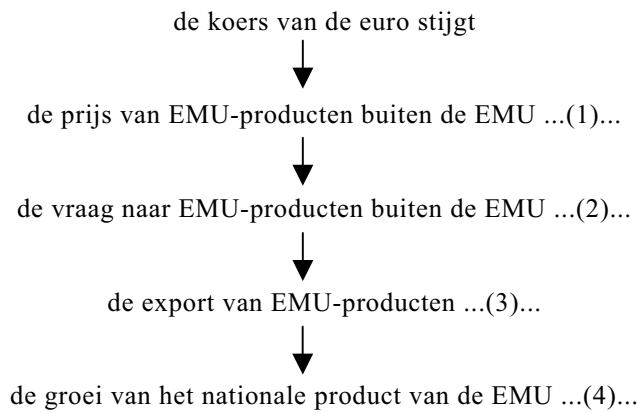 de koers van de euro stijgt
de prijs van EMU-producten buiten de EMU ...(1)...
de vraag naar EMU-producten buiten de EMU ...(2)...
de export van EMU-producten ...(3)...
de groei van het nationale product van de EMU ...(4)...